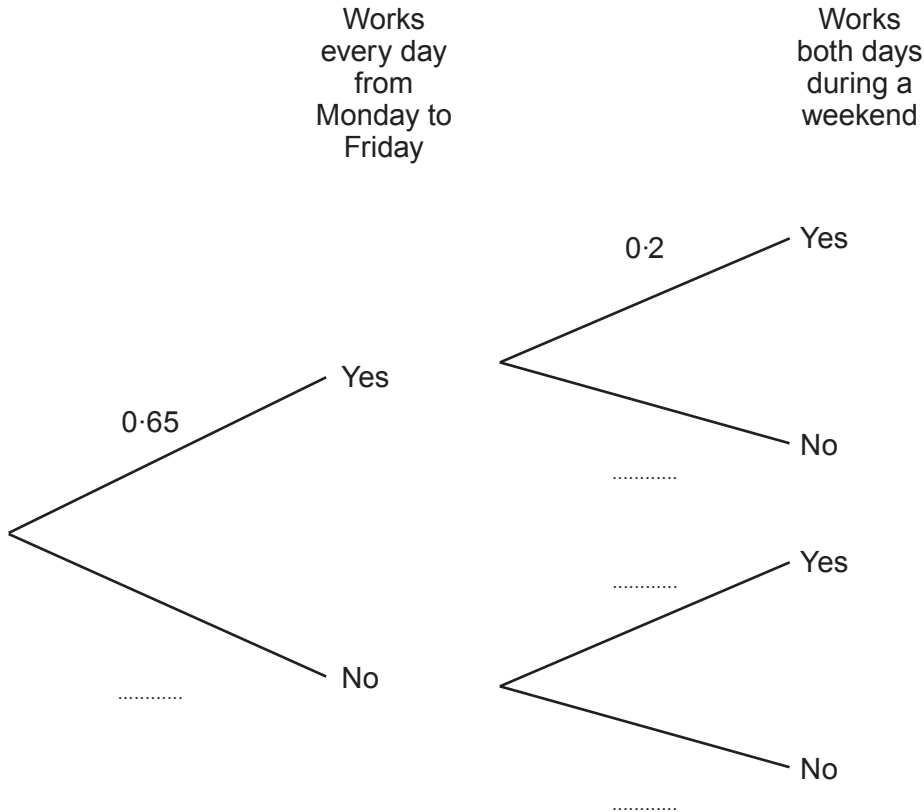 Works
every day
from
Monday to
Friday
Works
both days
during a
weekend
0·65
Yes
No
............
0·2
Yes
No
............
............
Yes
No
............